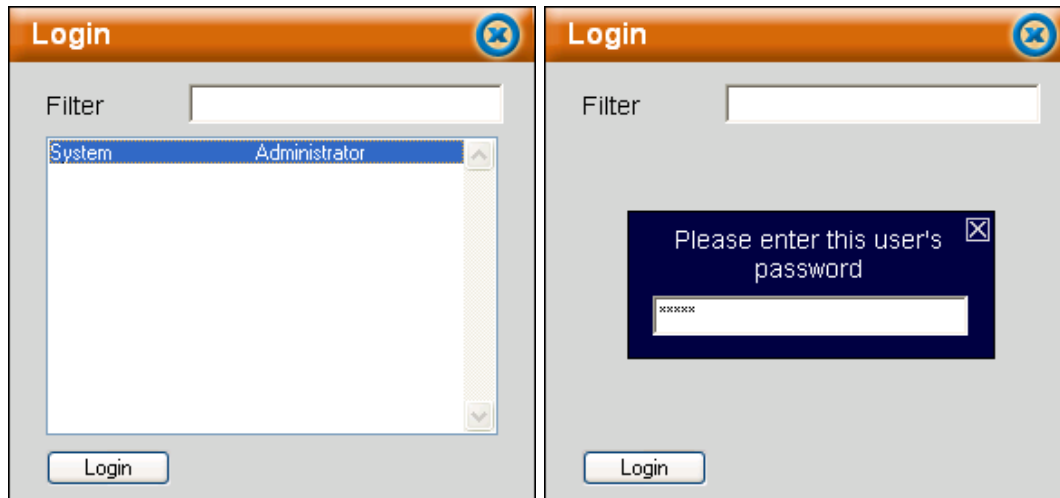 Login
Filter
System Administrator
Login
Login
Filter
Please enter this user's
password
*****
Login